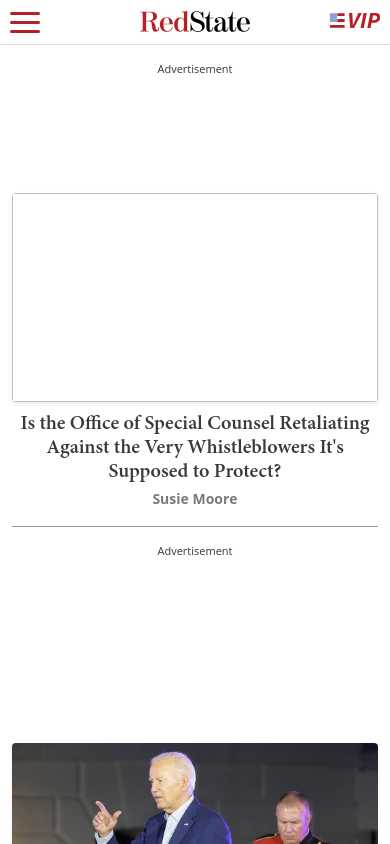 RedState
VIP
Advertisement
Is the Office of Special Counsel Retaliating
Against the Very Whistleblowers It's
Supposed to Protect?
Susie Moore
Advertisement